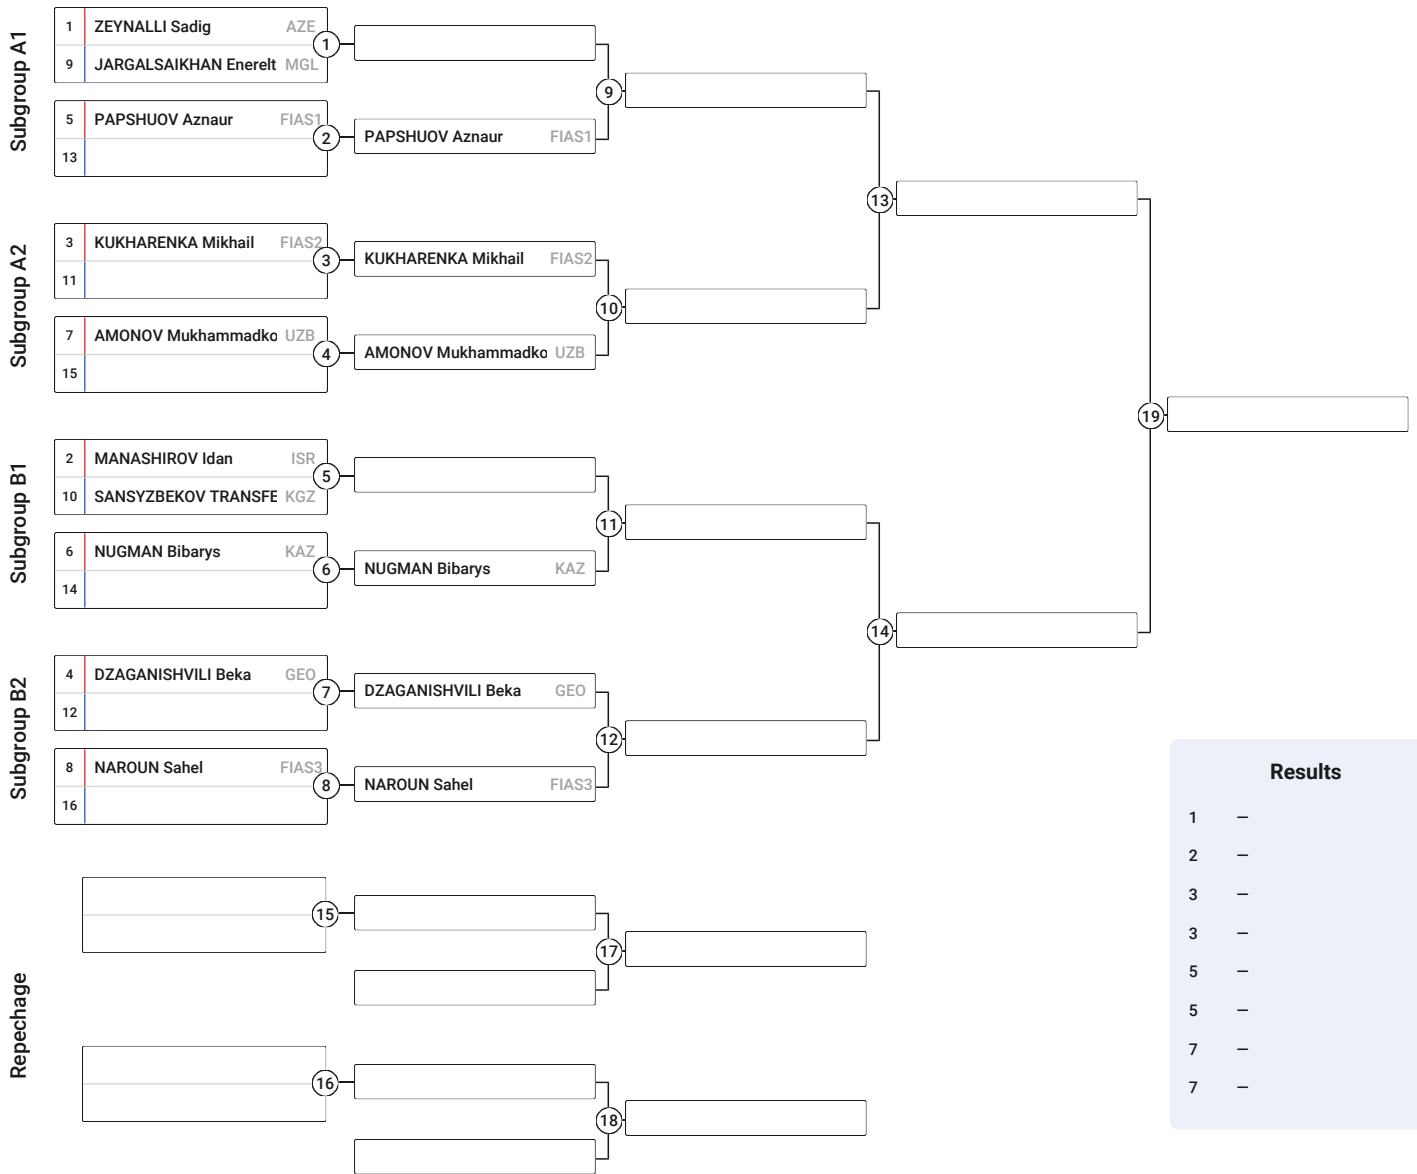 Subgroup A1
1 ZEYNALLI Sadig AZE
9 JARGALSAIKHAN Enerelt MGL
1
5 PAPSHUOV Aznaur FIAS1
13
2
PAPSHUOV Aznaur FIAS1
9
Subgroup A2
3 KUKHARENKA Mikhail FIAS2
11
3
KUKHARENKA Mikhail FIAS2
7 AMONOV Mukhammadko UZB
15
4
AMONOV Mukhammadko UZB
10
13
Subgroup B1
2 MANASHIROV Idan ISR
10 SANSYZBEKOV TRANSFE KGZ
5
6 NUGMAN Bibarys KAZ
14
6
NUGMAN Bibarys KAZ
11
Subgroup B2
4 DZAGANISHVILI Beka GEO
12
7
DZAGANISHVILI Beka GEO
8 NAROUN Sahel FIAS3
16
8
NAROUN Sahel FIAS3
12
14
19
Repechage
15
17
16
18
Results
1 –
2 –
3 –
3 –
5 –
5 –
7 –
7 –